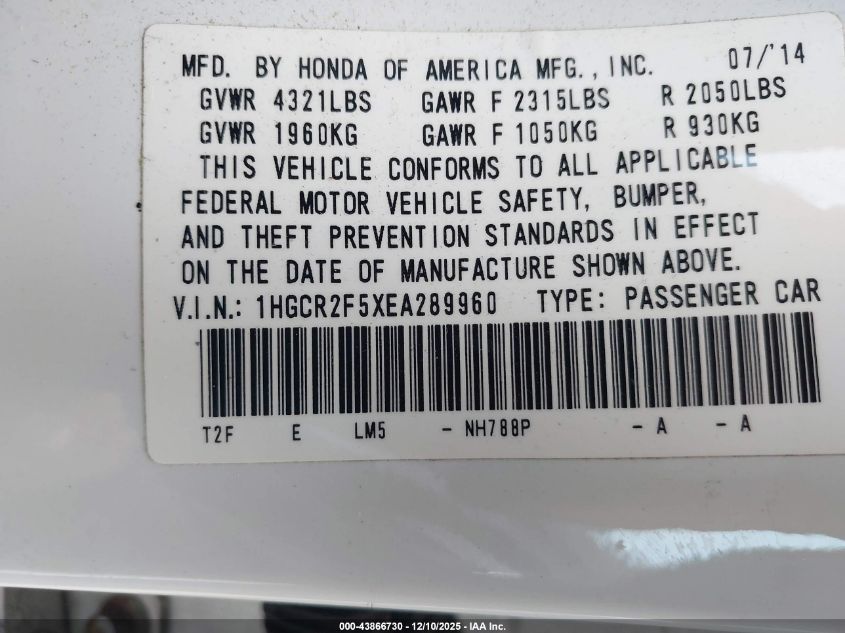 MFD. BY HONDA OF AMERICA MFG., INC. 07/'14
GVWR 4321LBS GAWR F 2315LBS R 2050LBS
GVWR 1960KG GAWR F 1050KG R 930KG
THIS VEHICLE CONFORMS TO ALL APPLICABLE
FEDERAL MOTOR VEHICLE SAFETY, BUMPER,
AND THEFT PREVENTION STANDARDS IN EFFECT
ON THE DATE OF MANUFACTURE SHOWN ABOVE.
V.I.N.: 1HGCR2F5XEA289960 TYPE: PASSENGER CAR
T2F E LM5 - NH788P - A - A
000-43866730 - 12/10/2025 - IAA Inc.